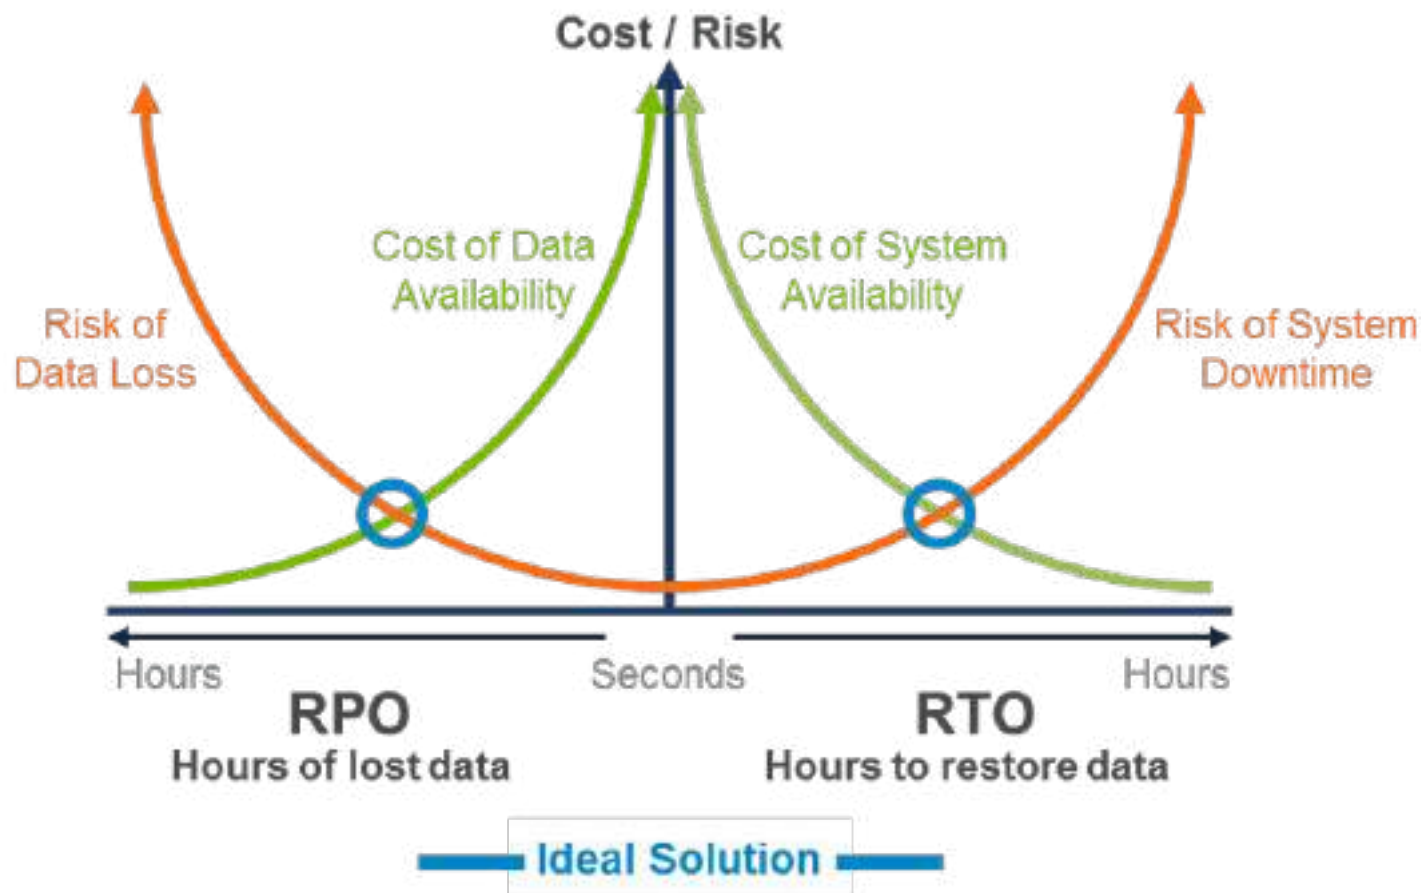 Cost / Risk
Cost of Data
Availability
Cost of System
Availability
Risk of
Data Loss
Risk of System
Downtime
Hours
Seconds
Hours
RPO
Hours of lost data
RTO
Hours to restore data
Ideal Solution